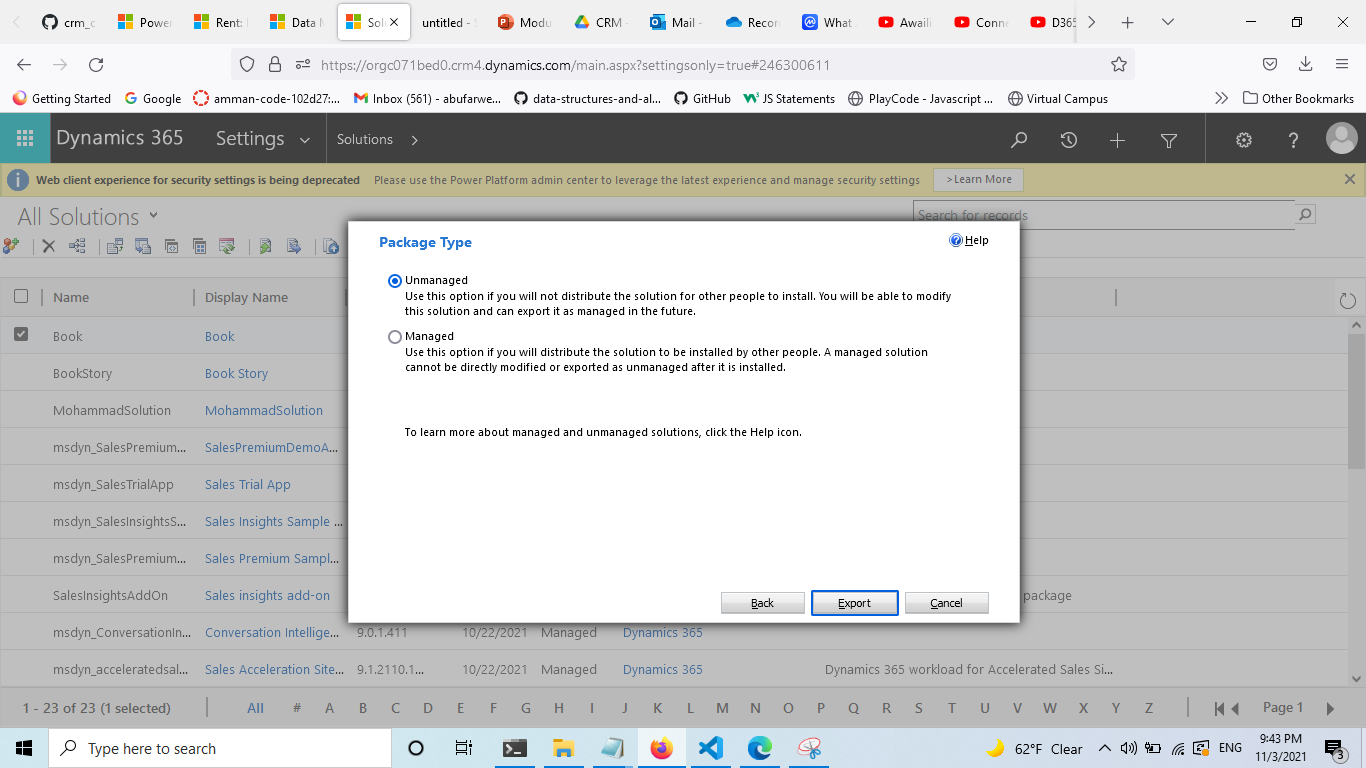 crm_c
Power
Rent
Data M
Solu
untitled - S
Modu
CRM -
Mail -
Recon
What
Awaili
Conne
D365
https://orgc071bed0.crm4.dynamics.com/main.aspx?settingsonly=true#246300611
Getting Started
Google
amman-code-102d27:...
Inbox (561) - abufarwe...
data-structures-and-al...
GitHub
JS Statements
PlayCode - Javascript ...
Virtual Campus
Other Bookmarks
Dynamics 365
Settings
Solutions
Web client experience for security settings is being deprecated
Please use the Power Platform admin center to leverage the latest experience and manage security settings
>Learn More
All Solutions
Search for records
Name
Display Name
Book
Book
BookStory
Book Story
MohammadSolution
MohammadSolution
msdyn_SalesPremium...
SalesPremiumDemoA...
msdyn_SalesTrialApp
Sales Trial App
msdyn_SalesInsightsS...
Sales Insights Sample ...
msdyn_SalesPremium...
Sales Premium Sampl...
SalesInsightsAddOn
Sales insights add-on
package
msdyn_ConversationIn...
Conversation Intellige...
9.0.1.411
10/22/2021
Managed
Dynamics 365
msdyn_acceleratedsal...
Sales Acceleration Site...
9.1.2110.1...
10/22/2021
Managed
Dynamics 365
Dynamics 365 workload for Accelerated Sales Si...
Package Type
Help
Unmanaged
Use this option if you will not distribute the solution for other people to install. You will be able to modify
this solution and can export it as managed in the future.
Managed
Use this option if you will distribute the solution to be installed by other people. A managed solution
cannot be directly modified or exported as unmanaged after it is installed.
To learn more about managed and unmanaged solutions, click the Help icon.
Back
Export
Cancel
1 - 23 of 23 (1 selected)
All # A B C D E F G H I J K L M N O P Q R S T U V W X Y Z
Page 1
Type here to search
62°F Clear
ENG
9:43 PM
11/3/2021
3